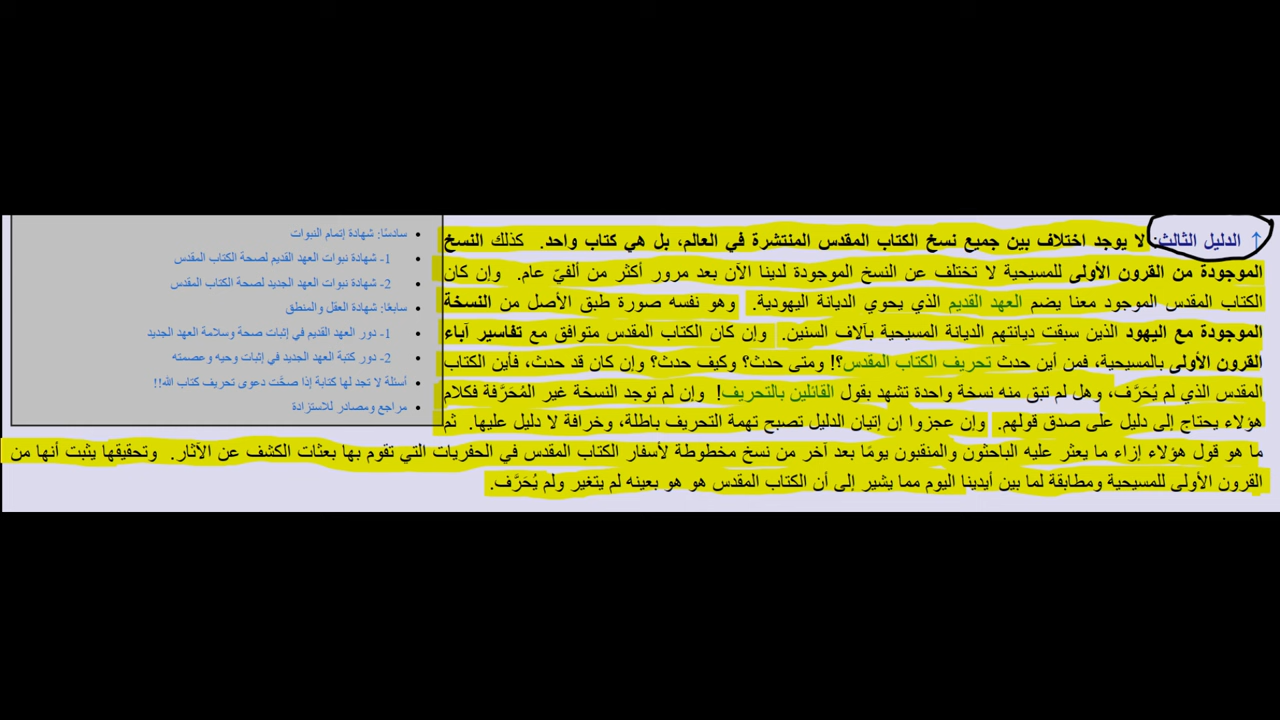 ↑ الدليل الثالث: لا يوجد اختلاف بين جميع نسخ الكتاب المقدس المنتشرة في العالم، بل هي كتاب واحد. كذلك النسخ
الموجودة من القرون الأولى للمسيحية لا تختلف عن النسخ الموجودة لدينا الآن بعد مرور أكثر من ألفيّ عام. وإن كان
الكتاب المقدس الموجود معنا يضم العهد القديم الذي يحوي الديانة اليهودية. وهو نفسه صورة طبق الأصل من النسخة
الموجودة مع اليهود الذين سبقت ديانتهم الديانة المسيحية بآلاف السنين. وإن كان الكتاب المقدس متوافق مع تفاسير آباء
القرون الأولى بالمسيحية، فمن أين حدث تحريف الكتاب المقدس؟! ومتى حدث؟ وكيف حدث؟ وإن كان قد حدث، فأين الكتاب
المقدس الذي لم يُحَرَّف، وهل لم تبق منه نسخة واحدة تشهد بقول القائلين بالتحريف! وإن لم توجد النسخة غير المُحَرَّفة فكلام
هؤلاء يحتاج إلى دليل على صدق قولهم. وإن عجزوا إن إتيان الدليل تصبح تهمة التحريف باطلة، وخرافة لا دليل عليها. ثم
ما هو قول هؤلاء إزاء ما يعثر عليه الباحثون والمنقبون يومًا بعد آخر من نسخ مخطوطة لأسفار الكتاب المقدس في الحفريات التي تقوم بها بعثات الكشف عن الآثار. وتحقيقها يثبت أنها من
القرون الأولى للمسيحية ومطابقة لما بين أيدينا اليوم مما يشير إلى أن الكتاب المقدس هو هو بعينه لم يتغير ولم يُحَرَّف.
سادسًا: شهادة إتمام النبوات
1- شهادة نبوات العهد القديم لصحة الكتاب المقدس
2- شهادة نبوات العهد الجديد لصحة الكتاب المقدس
سابعًا: شهادة العقل والمنطق
1- دور العهد القديم في إثبات صحة وسلامة العهد الجديد
2- دور كتبة العهد الجديد في إثبات وحيه وعصمته
أسئلة لا تجد لها كتابة إذا صحَّت دعوى تحريف كتاب الله!!
مراجع ومصادر للاستزادة